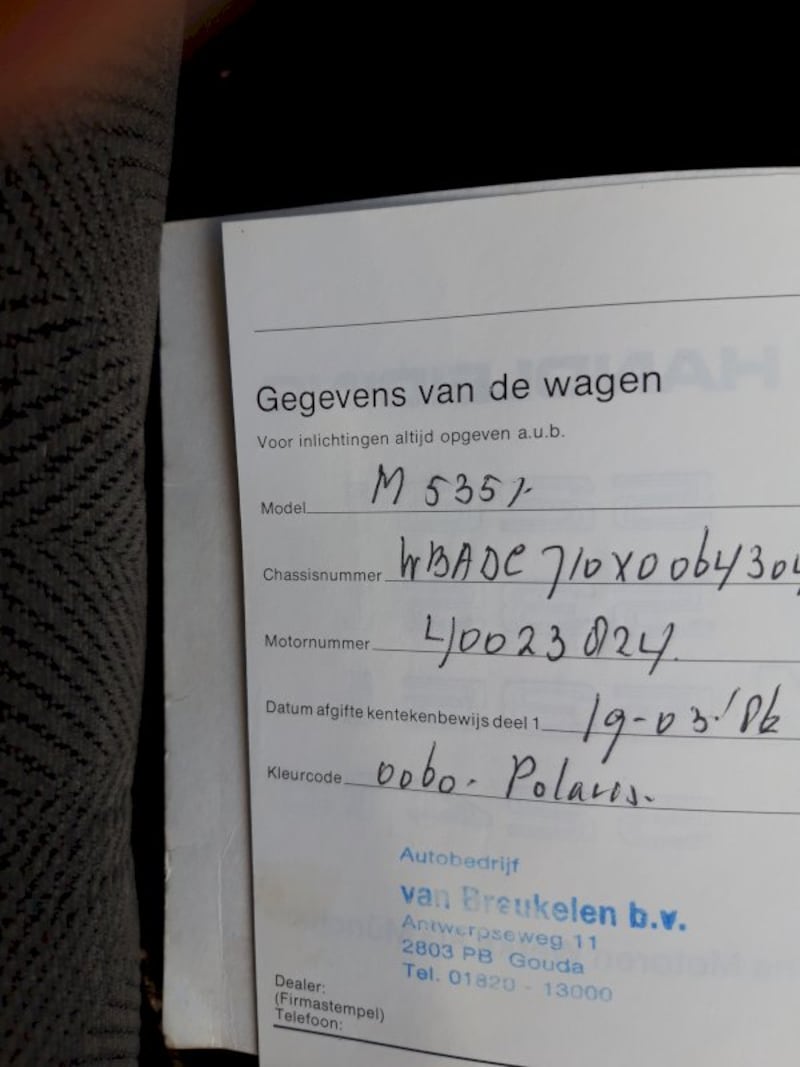 Gegevens van de wagen
Voor inlichtingen altijd opgeven a.u.b.
Model M 535i
Chassisnummer WBADC710X0064304
Motornummer 40023824
Datum afgifte kentekenbewijs deel 1 19-03-'86
Kleurcode 0060. Polaris.
Autobedrijf
van Breukelen b.v.
Antwerpseweg 11
2803 PB Gouda
Tel. 01820 - 13000
Dealer:
(Firmastempel)
Telefoon: